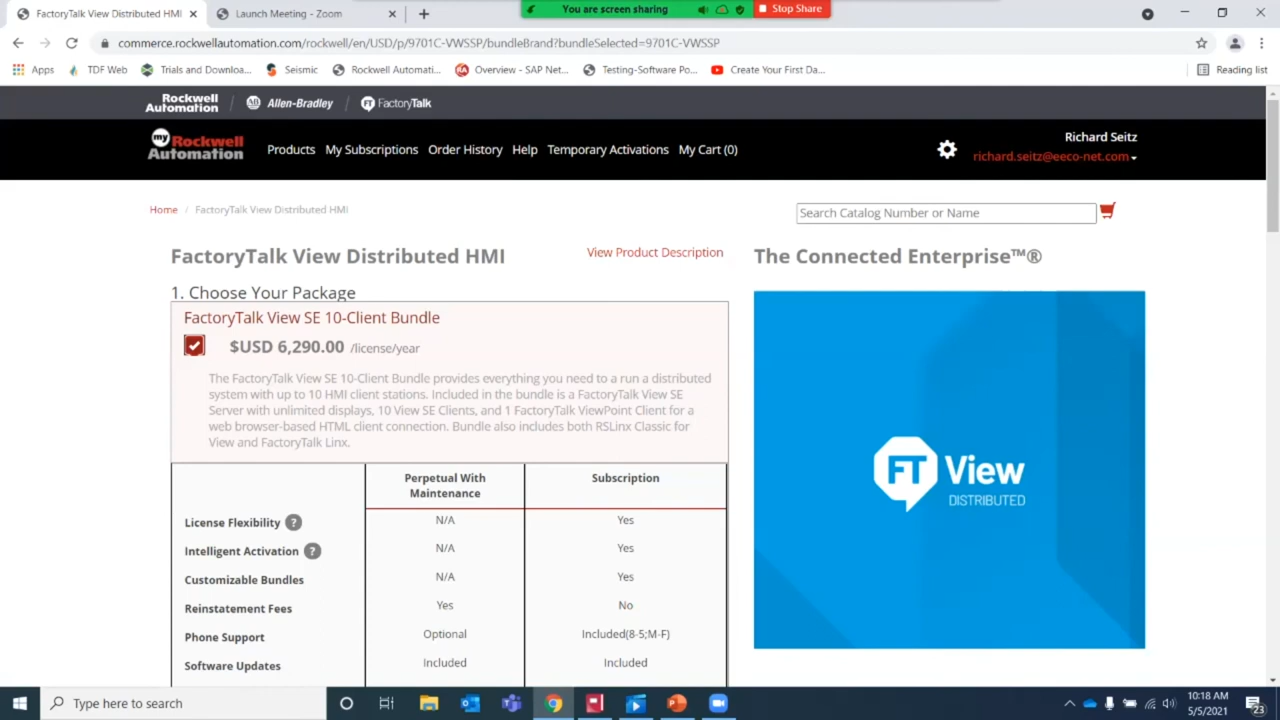 FactoryTalk View Distributed HMI
Launch Meeting - Zoom
You are screen sharing
Stop Share
commerce.rockwellautomation.com/rockwell/en/USD/p/9701C-VWSSP/bundleBrand?bundleSelected=9701C-VWSSP
Apps
TDF Web
Trials and Downloa...
Seismic
Rockwell Automati...
Overview - SAP Net...
Testing-Software Po...
Create Your First Da...
Reading list
Rockwell Automation / AB Allen-Bradley / FT FactoryTalk
my Rockwell Automation
Products
My Subscriptions
Order History
Help
Temporary Activations
My Cart (0)
Richard Seitz
richard.seitz@eeco-net.com
Home / FactoryTalk View Distributed HMI
Search Catalog Number or Name
FactoryTalk View Distributed HMI
View Product Description
The Connected Enterprise™®
1. Choose Your Package
FactoryTalk View SE 10-Client Bundle
$USD 6,290.00 /license/year
The FactoryTalk View SE 10-Client Bundle provides everything you need to a run a distributed
system with up to 10 HMI client stations. Included in the bundle is a FactoryTalk View SE
Server with unlimited displays, 10 View SE Clients, and 1 FactoryTalk ViewPoint Client for a
web browser-based HTML client connection. Bundle also includes both RSLinx Classic for
View and FactoryTalk Linx.
Perpetual With
Maintenance
Subscription
License Flexibility ? N/A Yes
Intelligent Activation ? N/A Yes
Customizable Bundles N/A Yes
Reinstatement Fees Yes No
Phone Support Optional Included(8-5;M-F)
Software Updates Included Included
FT View
DISTRIBUTED
Type here to search
10:18 AM
5/5/2021
23